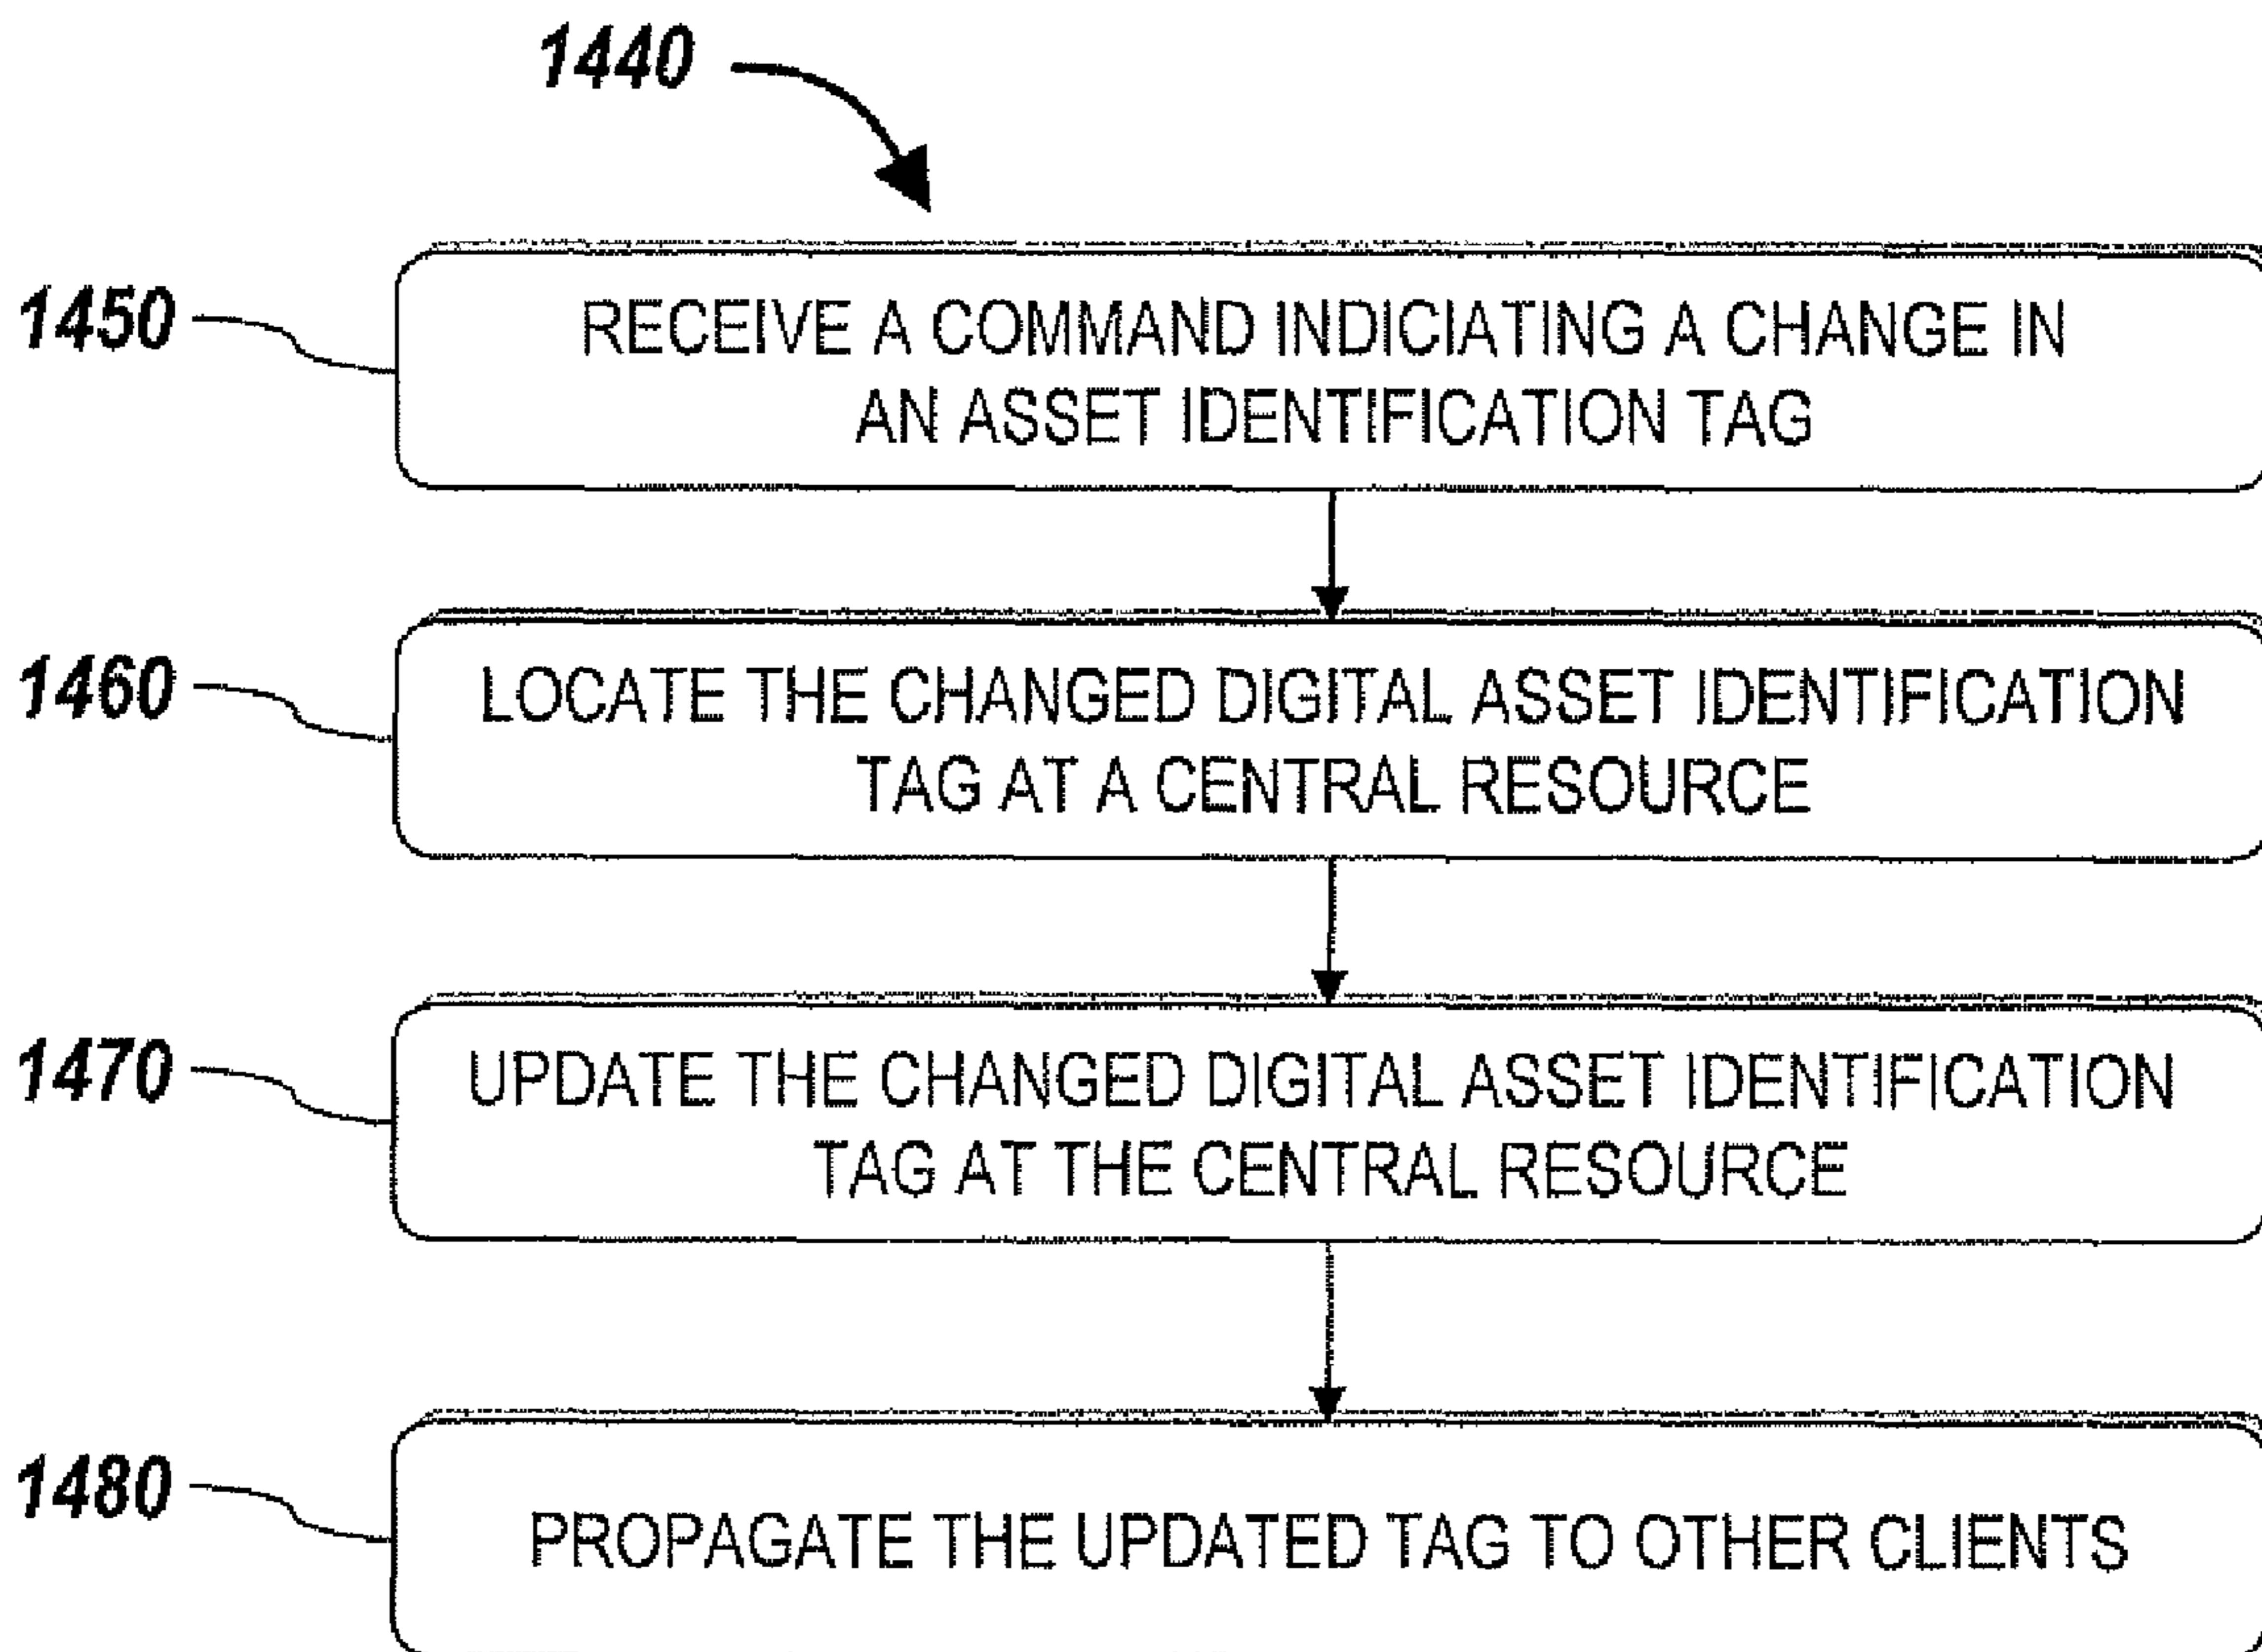 1440
1450
RECEIVE A COMMAND INDICIATING A CHANGE IN
AN ASSET IDENTIFICATION TAG
1460
LOCATE THE CHANGED DIGITAL ASSET IDENTIFICATION
TAG AT A CENTRAL RESOURCE
1470
UPDATE THE CHANGED DIGITAL ASSET IDENTIFICATION
TAG AT THE CENTRAL RESOURCE
1480
PROPAGATE THE UPDATED TAG TO OTHER CLIENTS